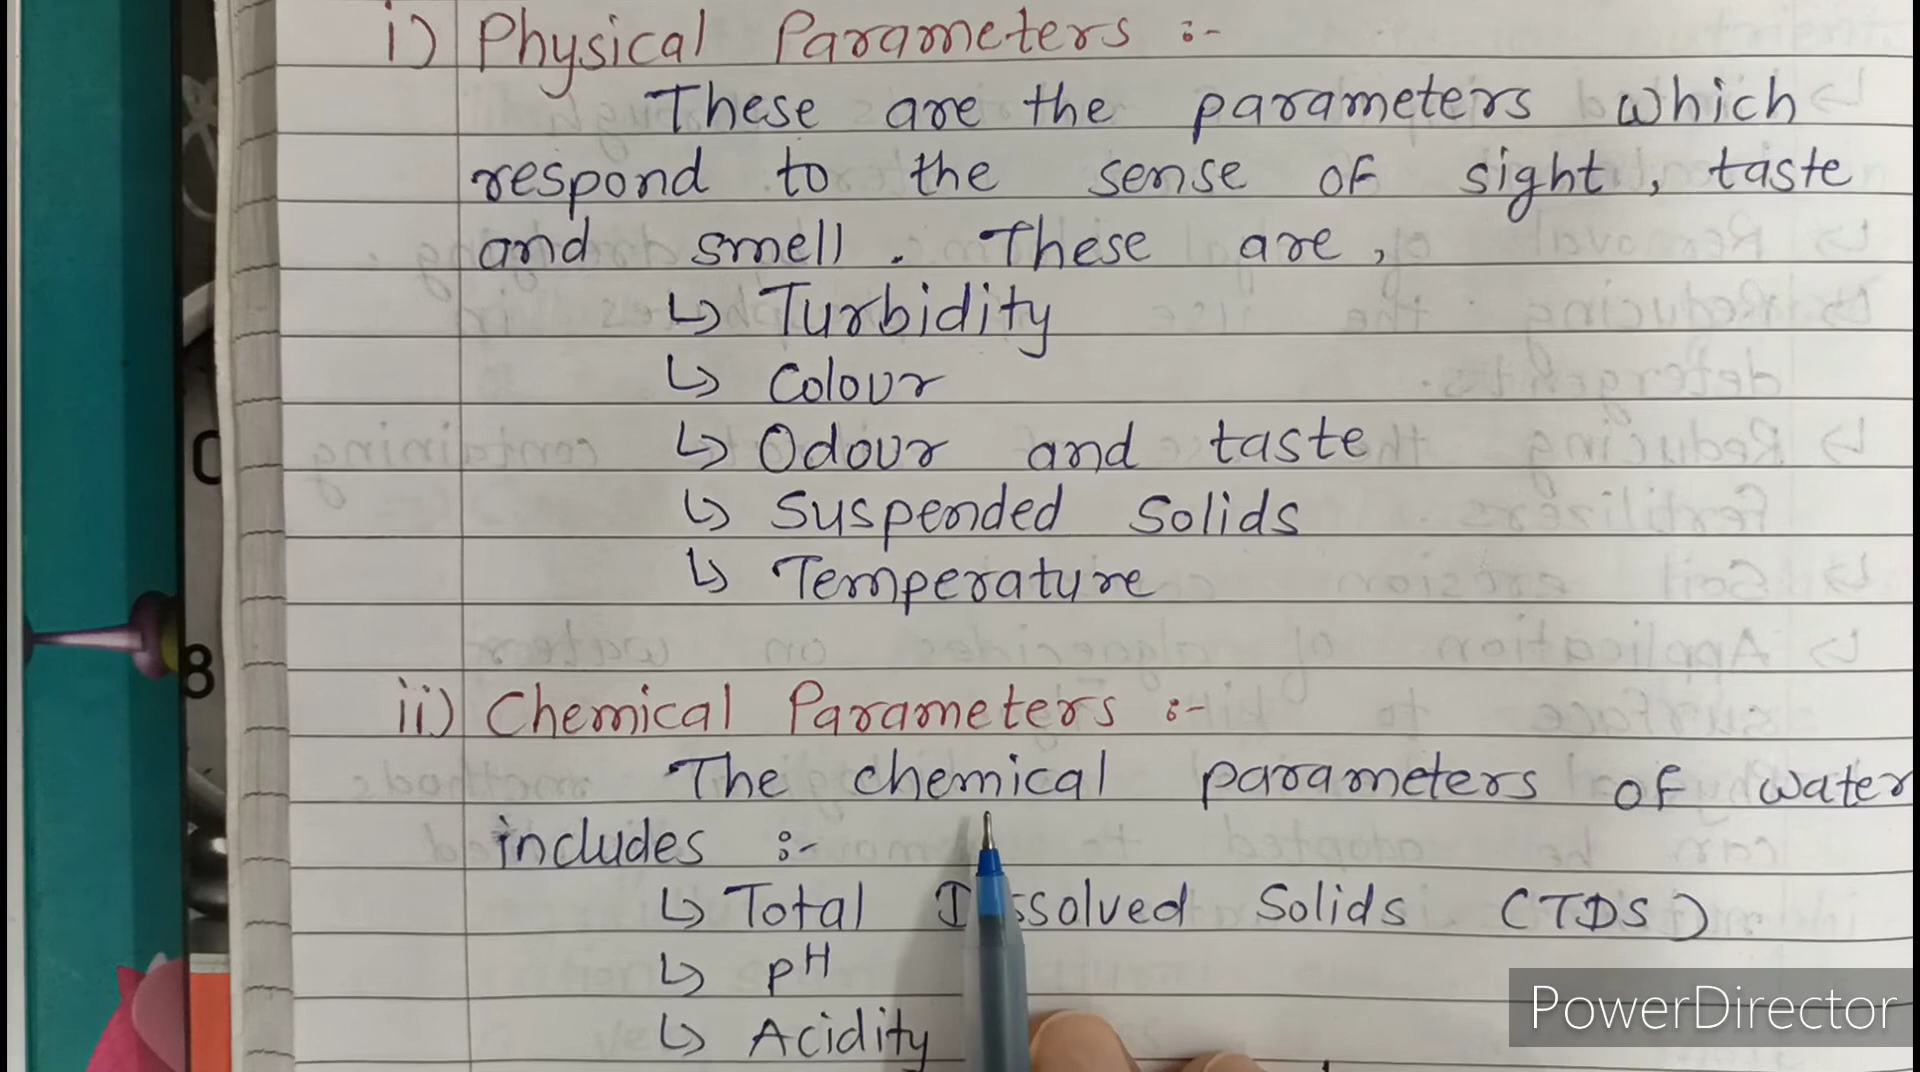 i) Physical Parameters :-
These are the parameters which
respond to the sense of sight, taste
and smell. These are,
↳ Turbidity
↳ Colour
↳ Odour and taste
↳ Suspended Solids
↳ Temperature
ii) Chemical Parameters :-
The chemical parameters of water
includes :-
↳ Total Dissolved Solids (TDS)
↳ pH
↳ Acidity
8
PowerDirector